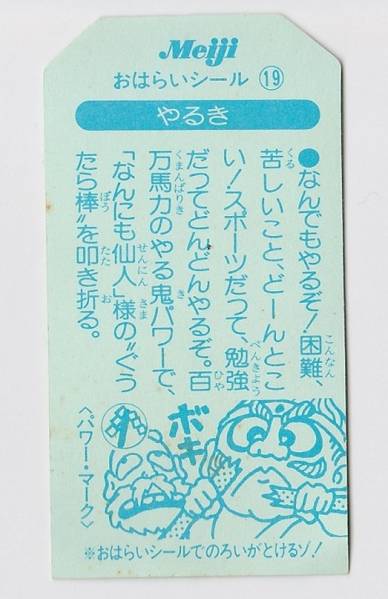 Meiji
おはらいシール ⑲
やるき
●なんでもやるぞ!困難、
苦しいこと、どーんとこ
い!スポーツだって、勉強
だってどんどんやるぞ。百
万馬力のやる鬼パワーで、
「なんにも仙人」様の〝ぐう
たら棒〟を叩き折る。
ボキ
〈パワー・マーク〉
※おはらいシールでのろいがとけるゾ!